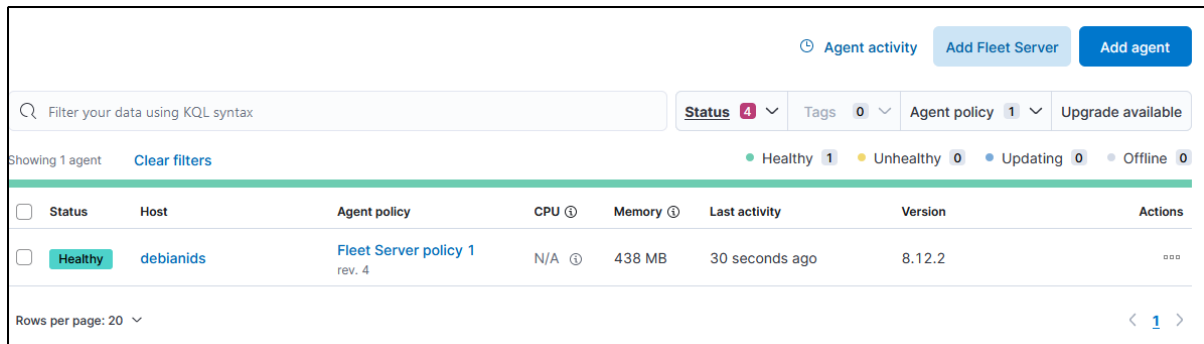 Agent activity Add Fleet Server Add agent
Filter your data using KQL syntax Status 4 Tags 0 Agent policy 1 Upgrade available
Showing 1 agent Clear filters Healthy 1 Unhealthy 0 Updating 0 Offline 0
Status Host Agent policy CPU Memory Last activity Version Actions
Healthy debianids Fleet Server policy 1 N/A 438 MB 30 seconds ago 8.12.2
rev. 4
Rows per page: 20 1